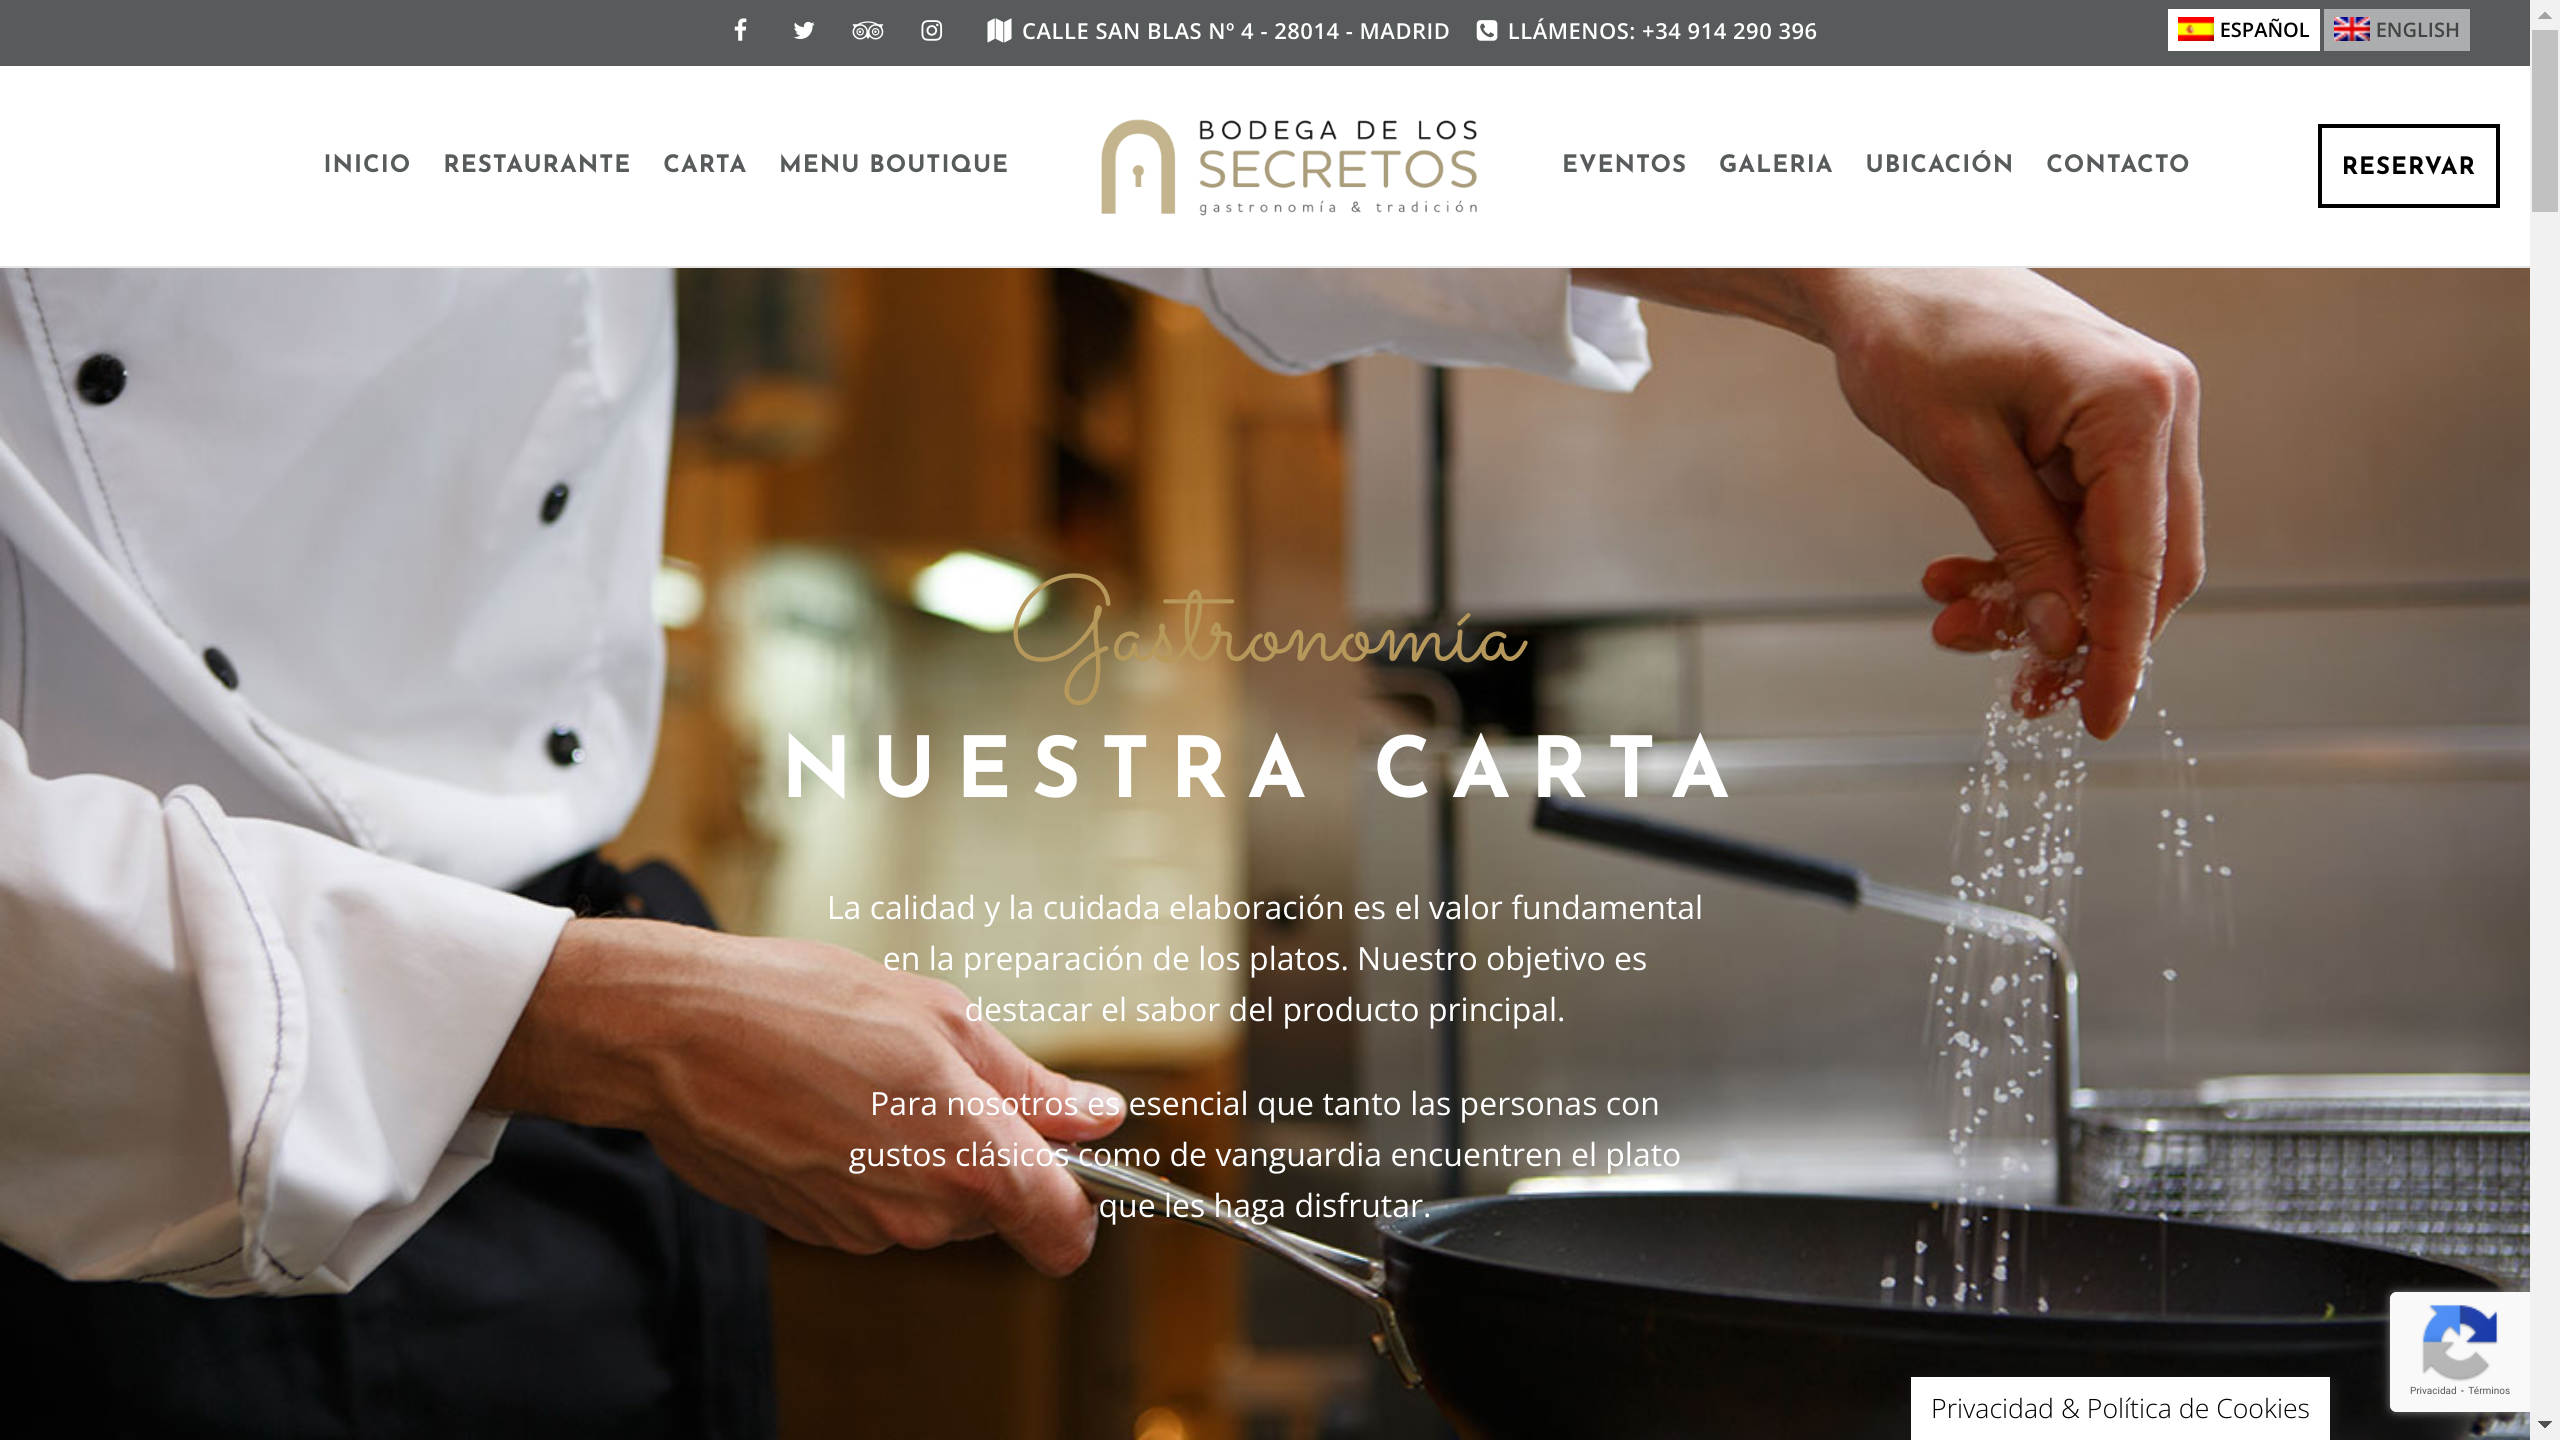 CALLE SAN BLAS Nº 4 - 28014 - MADRID LLÁMENOS: +34 914 290 396
ESPAÑOL ENGLISH
INICIO RESTAURANTE CARTA MENU BOUTIQUE
BODEGA DE LOS
SECRETOS
gastronomía & tradición
EVENTOS GALERIA UBICACIÓN CONTACTO
RESERVAR
Gastronomía
NUESTRA CARTA
La calidad y la cuidada elaboración es el valor fundamental
en la preparación de los platos. Nuestro objetivo es
destacar el sabor del producto principal.
Para nosotros es esencial que tanto las personas con
gustos clásicos como de vanguardia encuentren el plato
que les haga disfrutar.
Privacidad - Términos
Privacidad & Política de Cookies